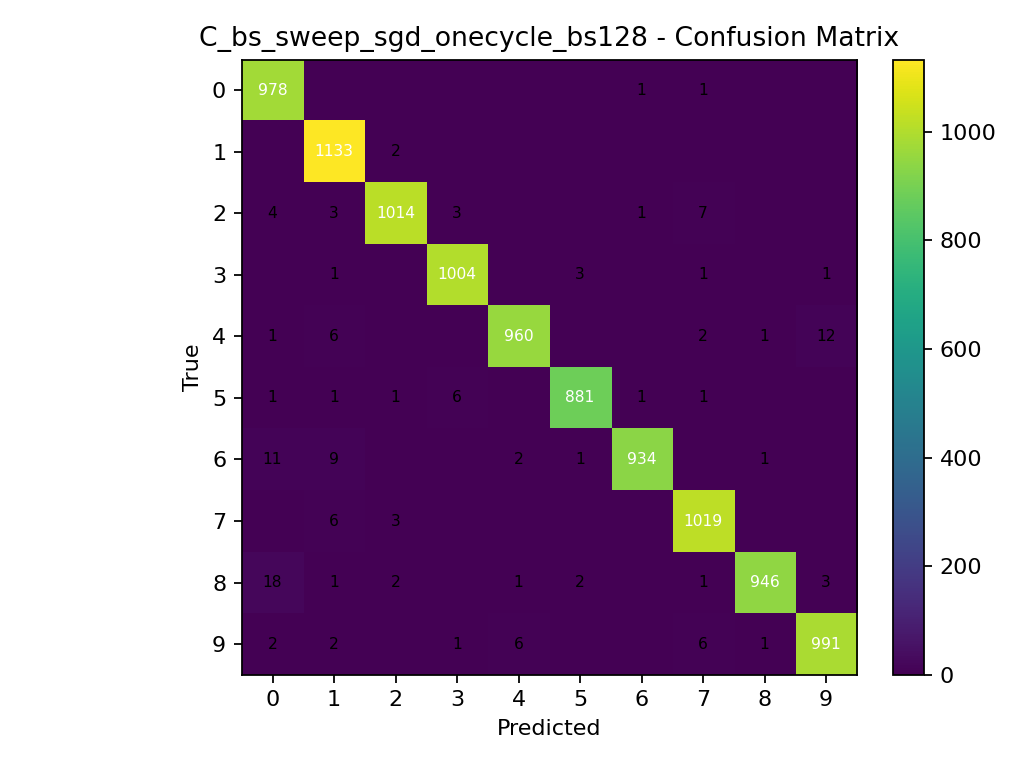 C_bs_sweep_sgd_onecycle_bs128 - Confusion Matrix
0 978 1 1
1 1133 2
2 4 3 1014 3 1 7
3 1 1004 3 1 1
4 1 6 960 2 1 12
5 1 1 1 6 881 1 1
6 11 9 2 1 934 1
7 6 3 1019
8 18 1 2 1 2 1 946 3
9 2 2 1 6 6 1 991
0 1 2 3 4 5 6 7 8 9
Predicted
True
1000
800
600
400
200
0